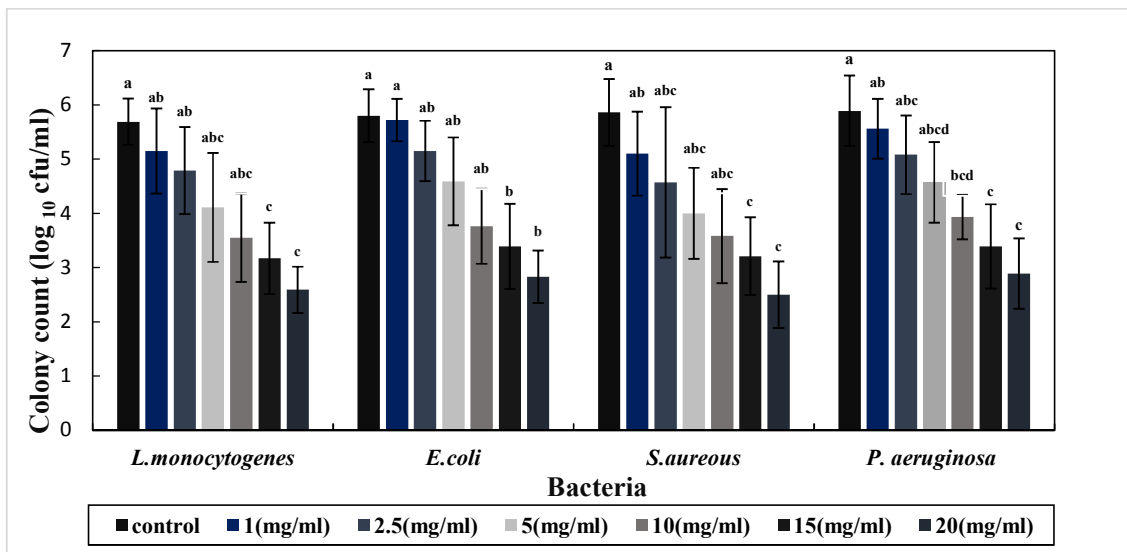 7
6
5
4
3
2
1
0
Colony count (log 10 cfu/ml)
a ab ab abc abc c c
a a ab ab ab b b
a ab abc abc abc c c
a ab abc abcd bcd c c
L.monocytogenes E.coli S.aureous P. aeruginosa
Bacteria
control 1(mg/ml) 2.5(mg/ml) 5(mg/ml) 10(mg/ml) 15(mg/ml) 20(mg/ml)